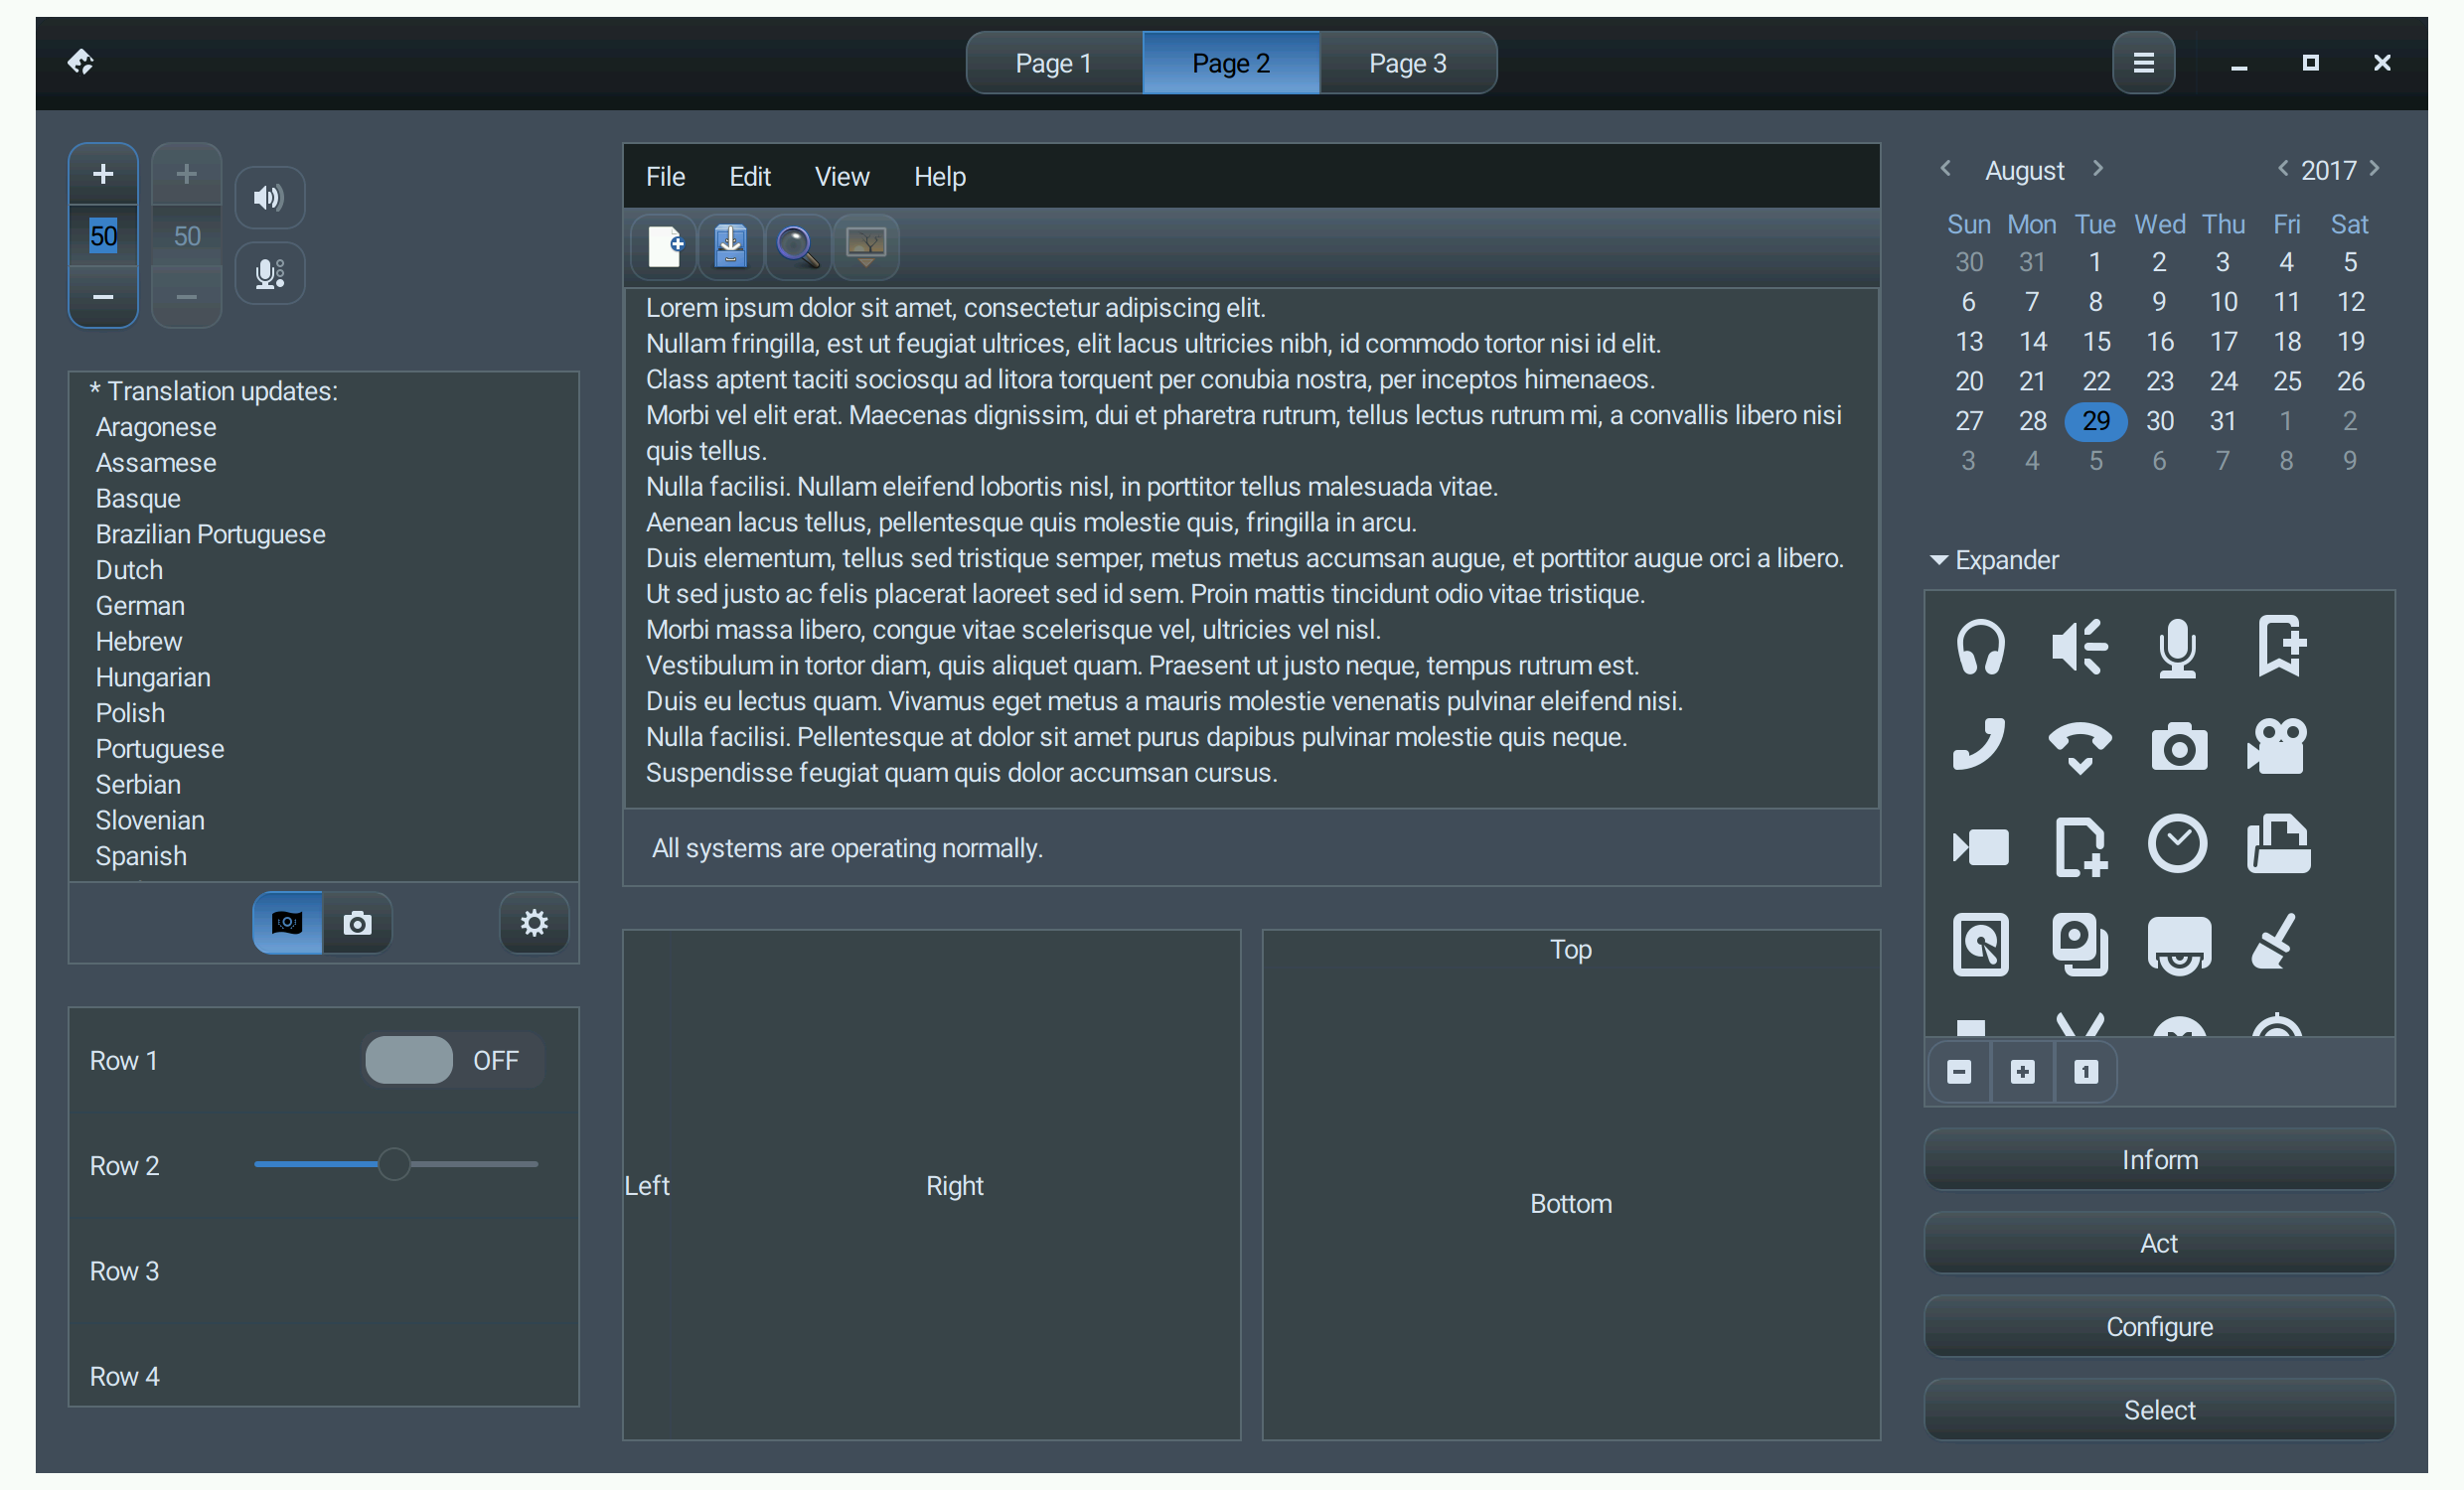 Page 1
Page 2
Page 3
50
50
* Translation updates:
Aragonese
Assamese
Basque
Brazilian Portuguese
Dutch
German
Hebrew
Hungarian
Polish
Portuguese
Serbian
Slovenian
Spanish
Row 1
OFF
Row 2
Row 3
Row 4
File Edit View Help
Lorem ipsum dolor sit amet, consectetur adipiscing elit.
Nullam fringilla, est ut feugiat ultrices, elit lacus ultricies nibh, id commodo tortor nisi id elit.
Class aptent taciti sociosqu ad litora torquent per conubia nostra, per inceptos himenaeos.
Morbi vel elit erat. Maecenas dignissim, dui et pharetra rutrum, tellus lectus rutrum mi, a convallis libero nisi
quis tellus.
Nulla facilisi. Nullam eleifend lobortis nisl, in porttitor tellus malesuada vitae.
Aenean lacus tellus, pellentesque quis molestie quis, fringilla in arcu.
Duis elementum, tellus sed tristique semper, metus metus accumsan augue, et porttitor augue orci a libero.
Ut sed justo ac felis placerat laoreet sed id sem. Proin mattis tincidunt odio vitae tristique.
Morbi massa libero, congue vitae scelerisque vel, ultricies vel nisl.
Vestibulum in tortor diam, quis aliquet quam. Praesent ut justo neque, tempus rutrum est.
Duis eu lectus quam. Vivamus eget metus a mauris molestie venenatis pulvinar eleifend nisi.
Nulla facilisi. Pellentesque at dolor sit amet purus dapibus pulvinar molestie quis neque.
Suspendisse feugiat quam quis dolor accumsan cursus.
All systems are operating normally.
Left
Right
Top
Bottom
August 2017
Sun Mon Tue Wed Thu Fri Sat
30 31 1 2 3 4 5
6 7 8 9 10 11 12
13 14 15 16 17 18 19
20 21 22 23 24 25 26
27 28 29 30 31 1 2
3 4 5 6 7 8 9
Expander
1
Inform
Act
Configure
Select